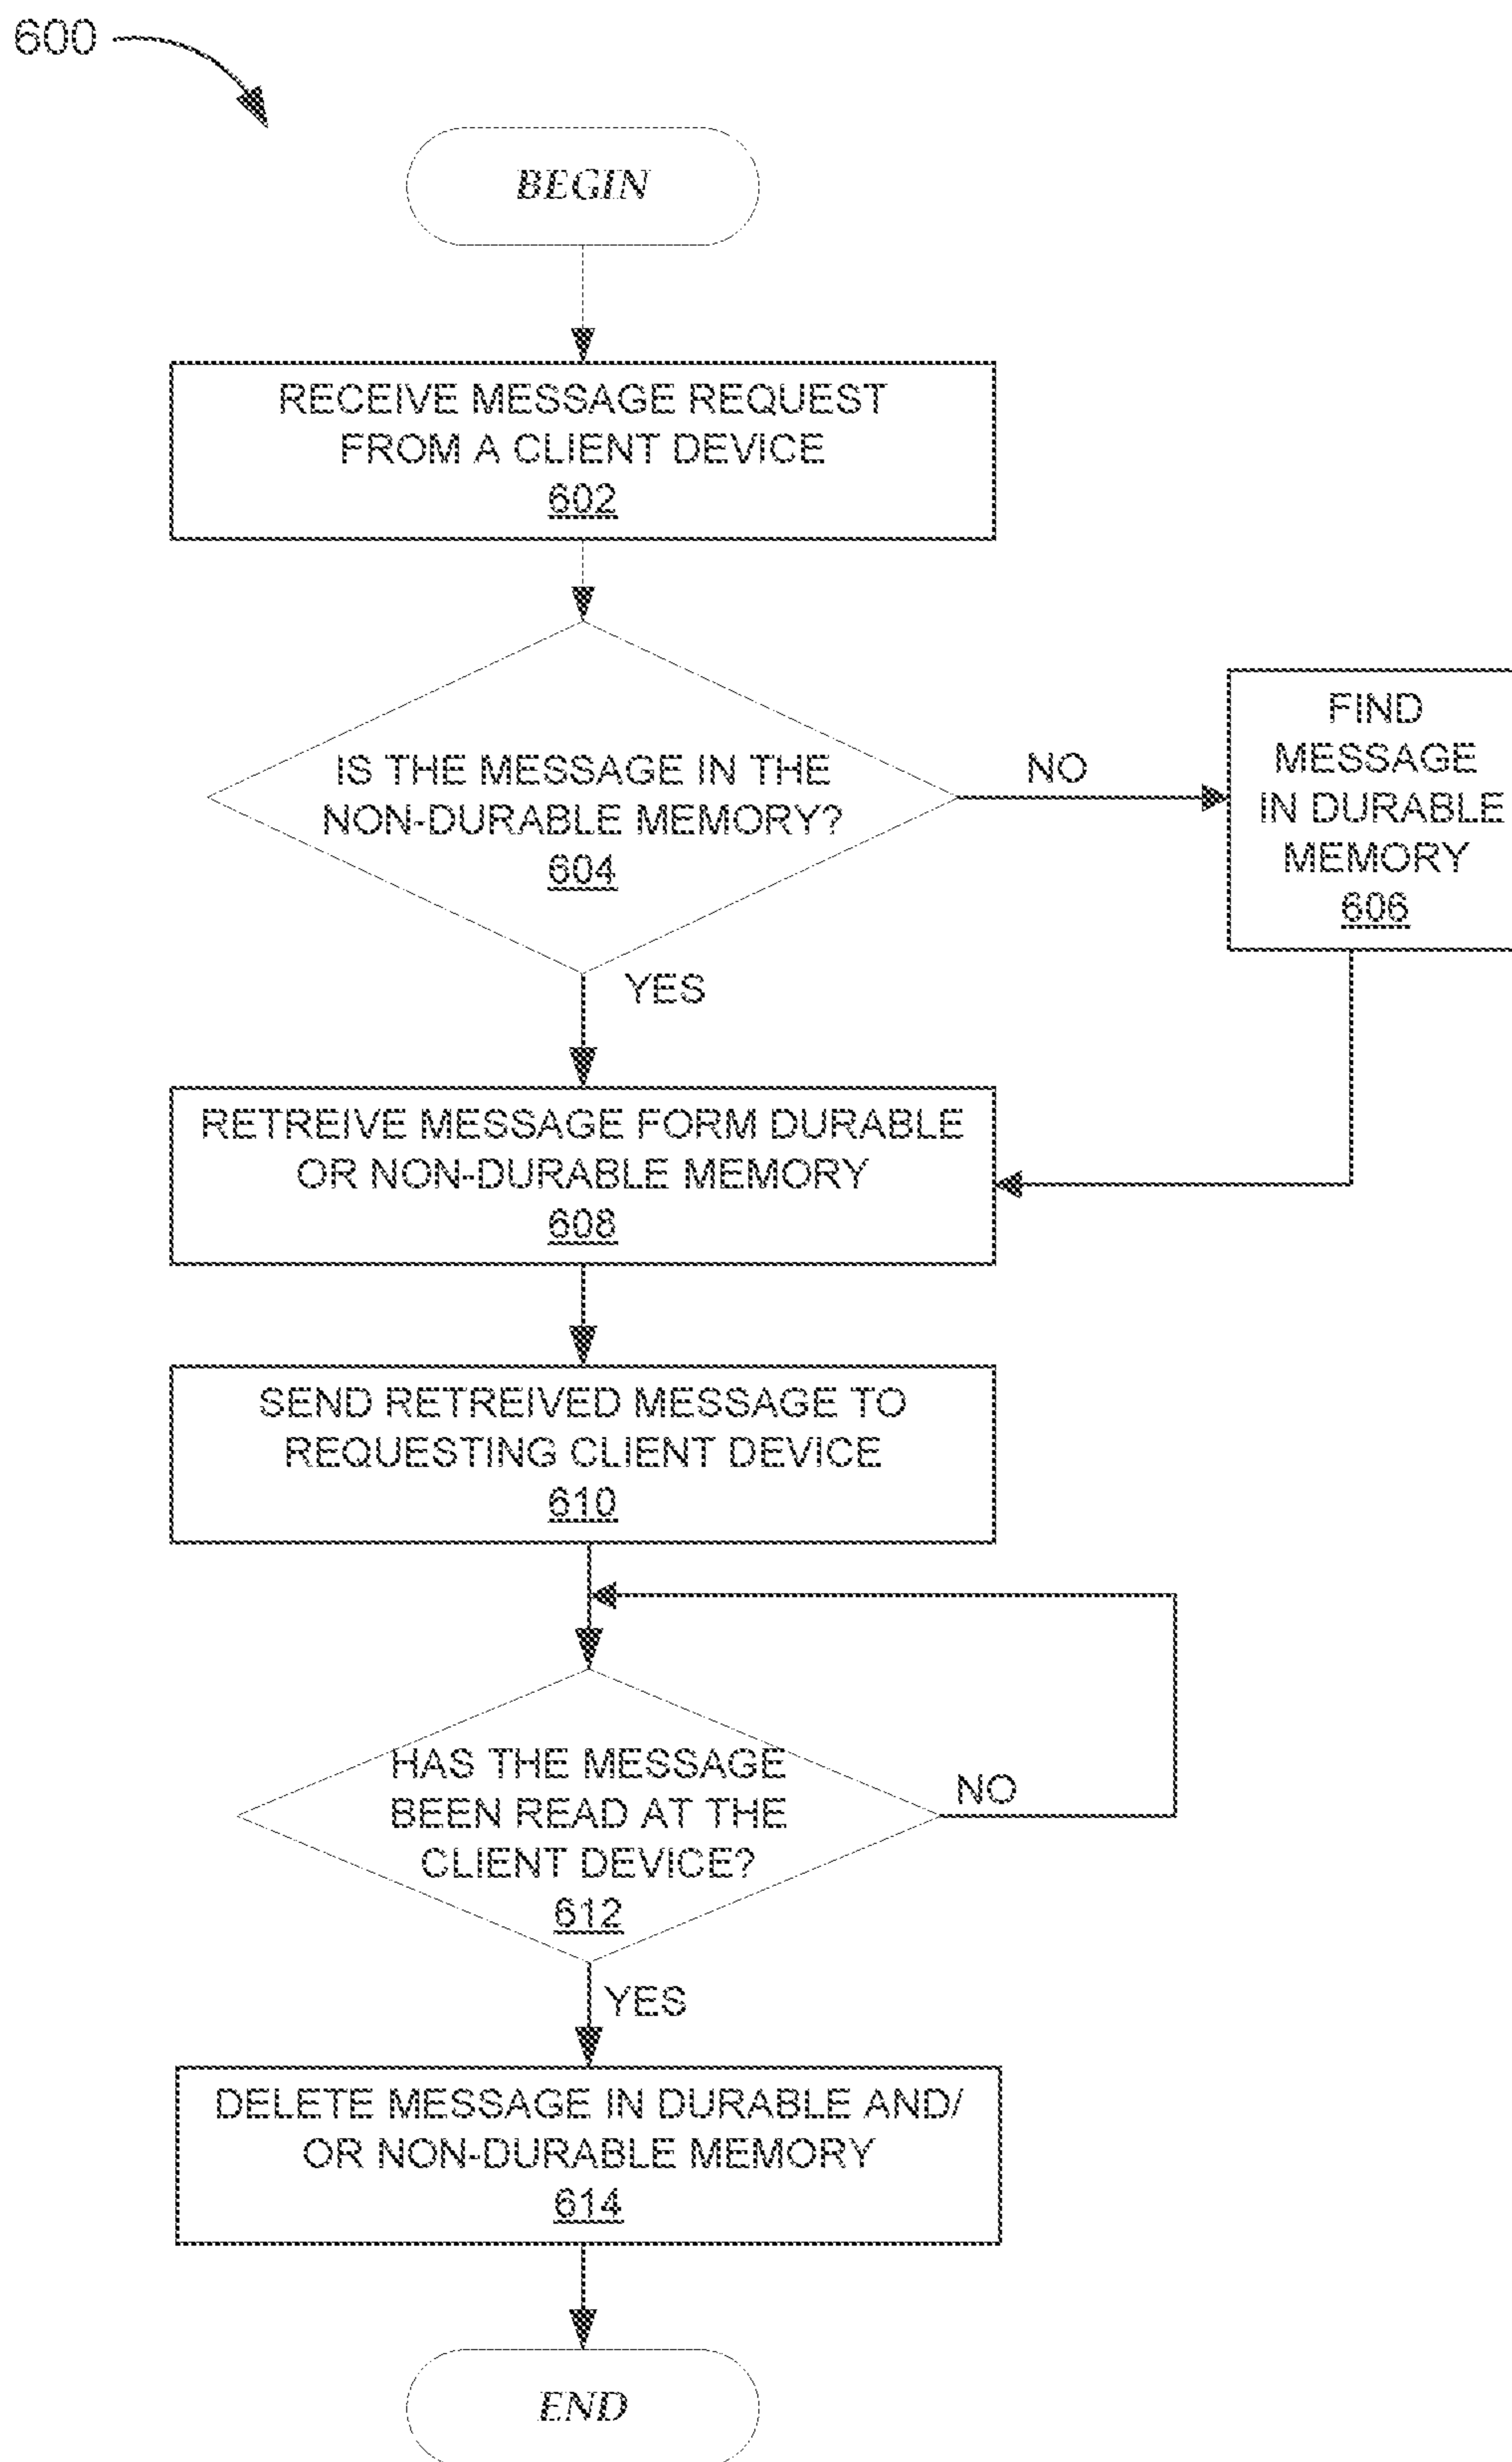 600
BEGIN
RECEIVE MESSAGE REQUEST
FROM A CLIENT DEVICE
602
IS THE MESSAGE IN THE
NON-DURABLE MEMORY?
604
NO
FIND
MESSAGE
IN DURABLE
MEMORY
606
YES
RETREIVE MESSAGE FORM DURABLE
OR NON-DURABLE MEMORY
608
SEND RETREIVED MESSAGE TO
REQUESTING CLIENT DEVICE
610
HAS THE MESSAGE
BEEN READ AT THE
CLIENT DEVICE?
612
NO
YES
DELETE MESSAGE IN DURABLE AND/
OR NON-DURABLE MEMORY
614
END